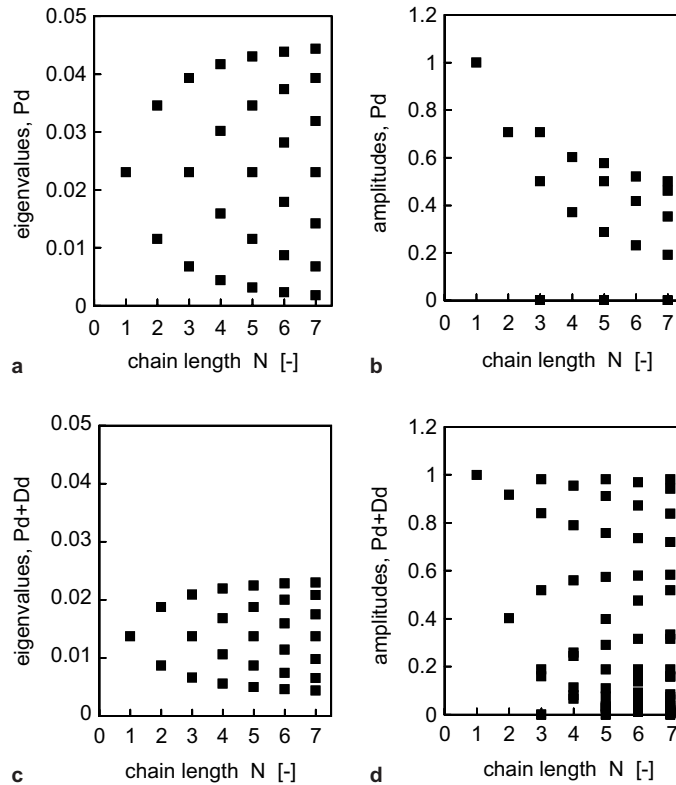 0.05
0.04
0.03
0.02
0.01
0
eigenvalues, Pd
0 1 2 3 4 5 6 7
chain length N [-]
a
1.2
1
0.8
0.6
0.4
0.2
0
amplitudes, Pd
0 1 2 3 4 5 6 7
chain length N [-]
b
0.05
0.04
0.03
0.02
0.01
0
eigenvalues, Pd+Dd
0 1 2 3 4 5 6 7
chain length N [-]
c
1.2
1
0.8
0.6
0.4
0.2
0
amplitudes, Pd+Dd
0 1 2 3 4 5 6 7
chain length N [-]
d